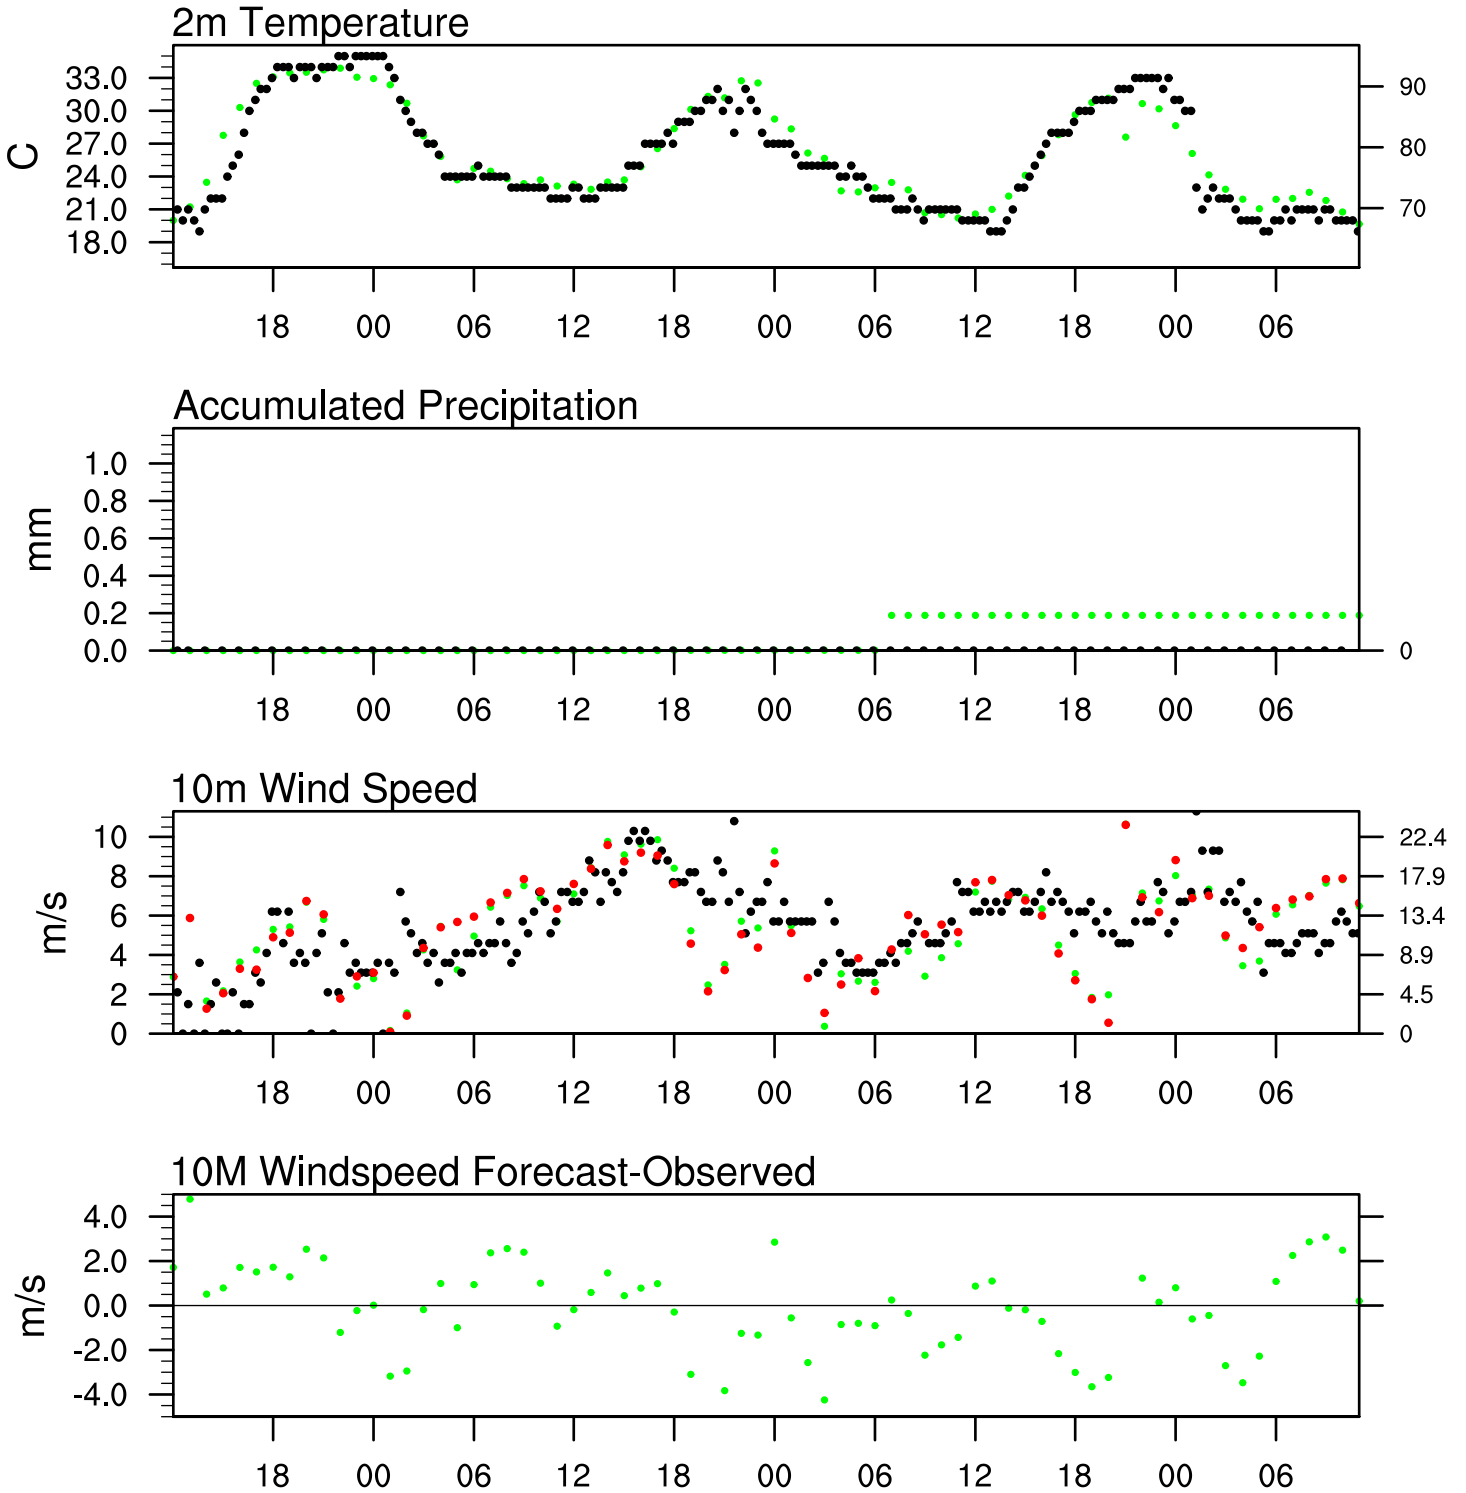 2m Temperature
C
33.0
30.0
27.0
24.0
21.0
18.0
90
80
70
18 00 06 12 18 00 06 12 18 00 06
Accumulated Precipitation
mm
1.0
0.8
0.6
0.4
0.2
0.0
0
18 00 06 12 18 00 06 12 18 00 06
10m Wind Speed
m/s
10
8
6
4
2
0
22.4
17.9
13.4
8.9
4.5
0
18 00 06 12 18 00 06 12 18 00 06
10M Windspeed Forecast-Observed
m/s
4.0
2.0
0.0
-2.0
-4.0
18 00 06 12 18 00 06 12 18 00 06